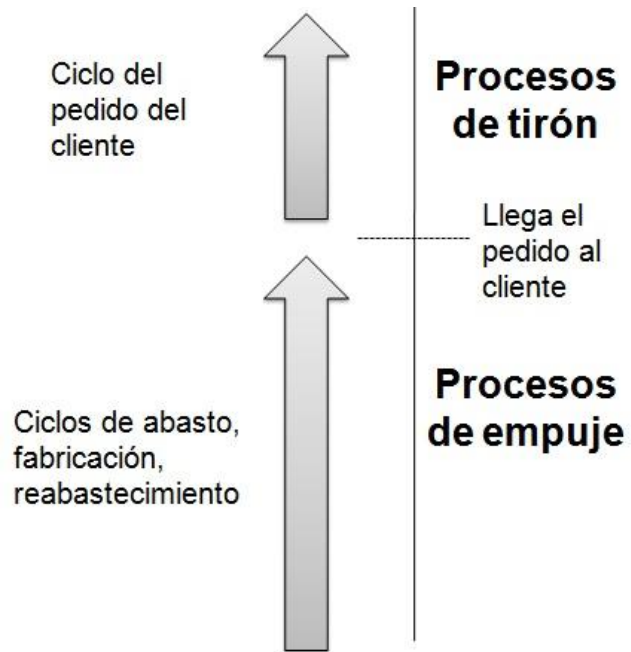 Ciclo del
pedido del
cliente
Procesos
de tirón
Llega el
pedido al
cliente
Procesos
de empuje
Ciclos de abasto,
fabricación,
reabastecimiento